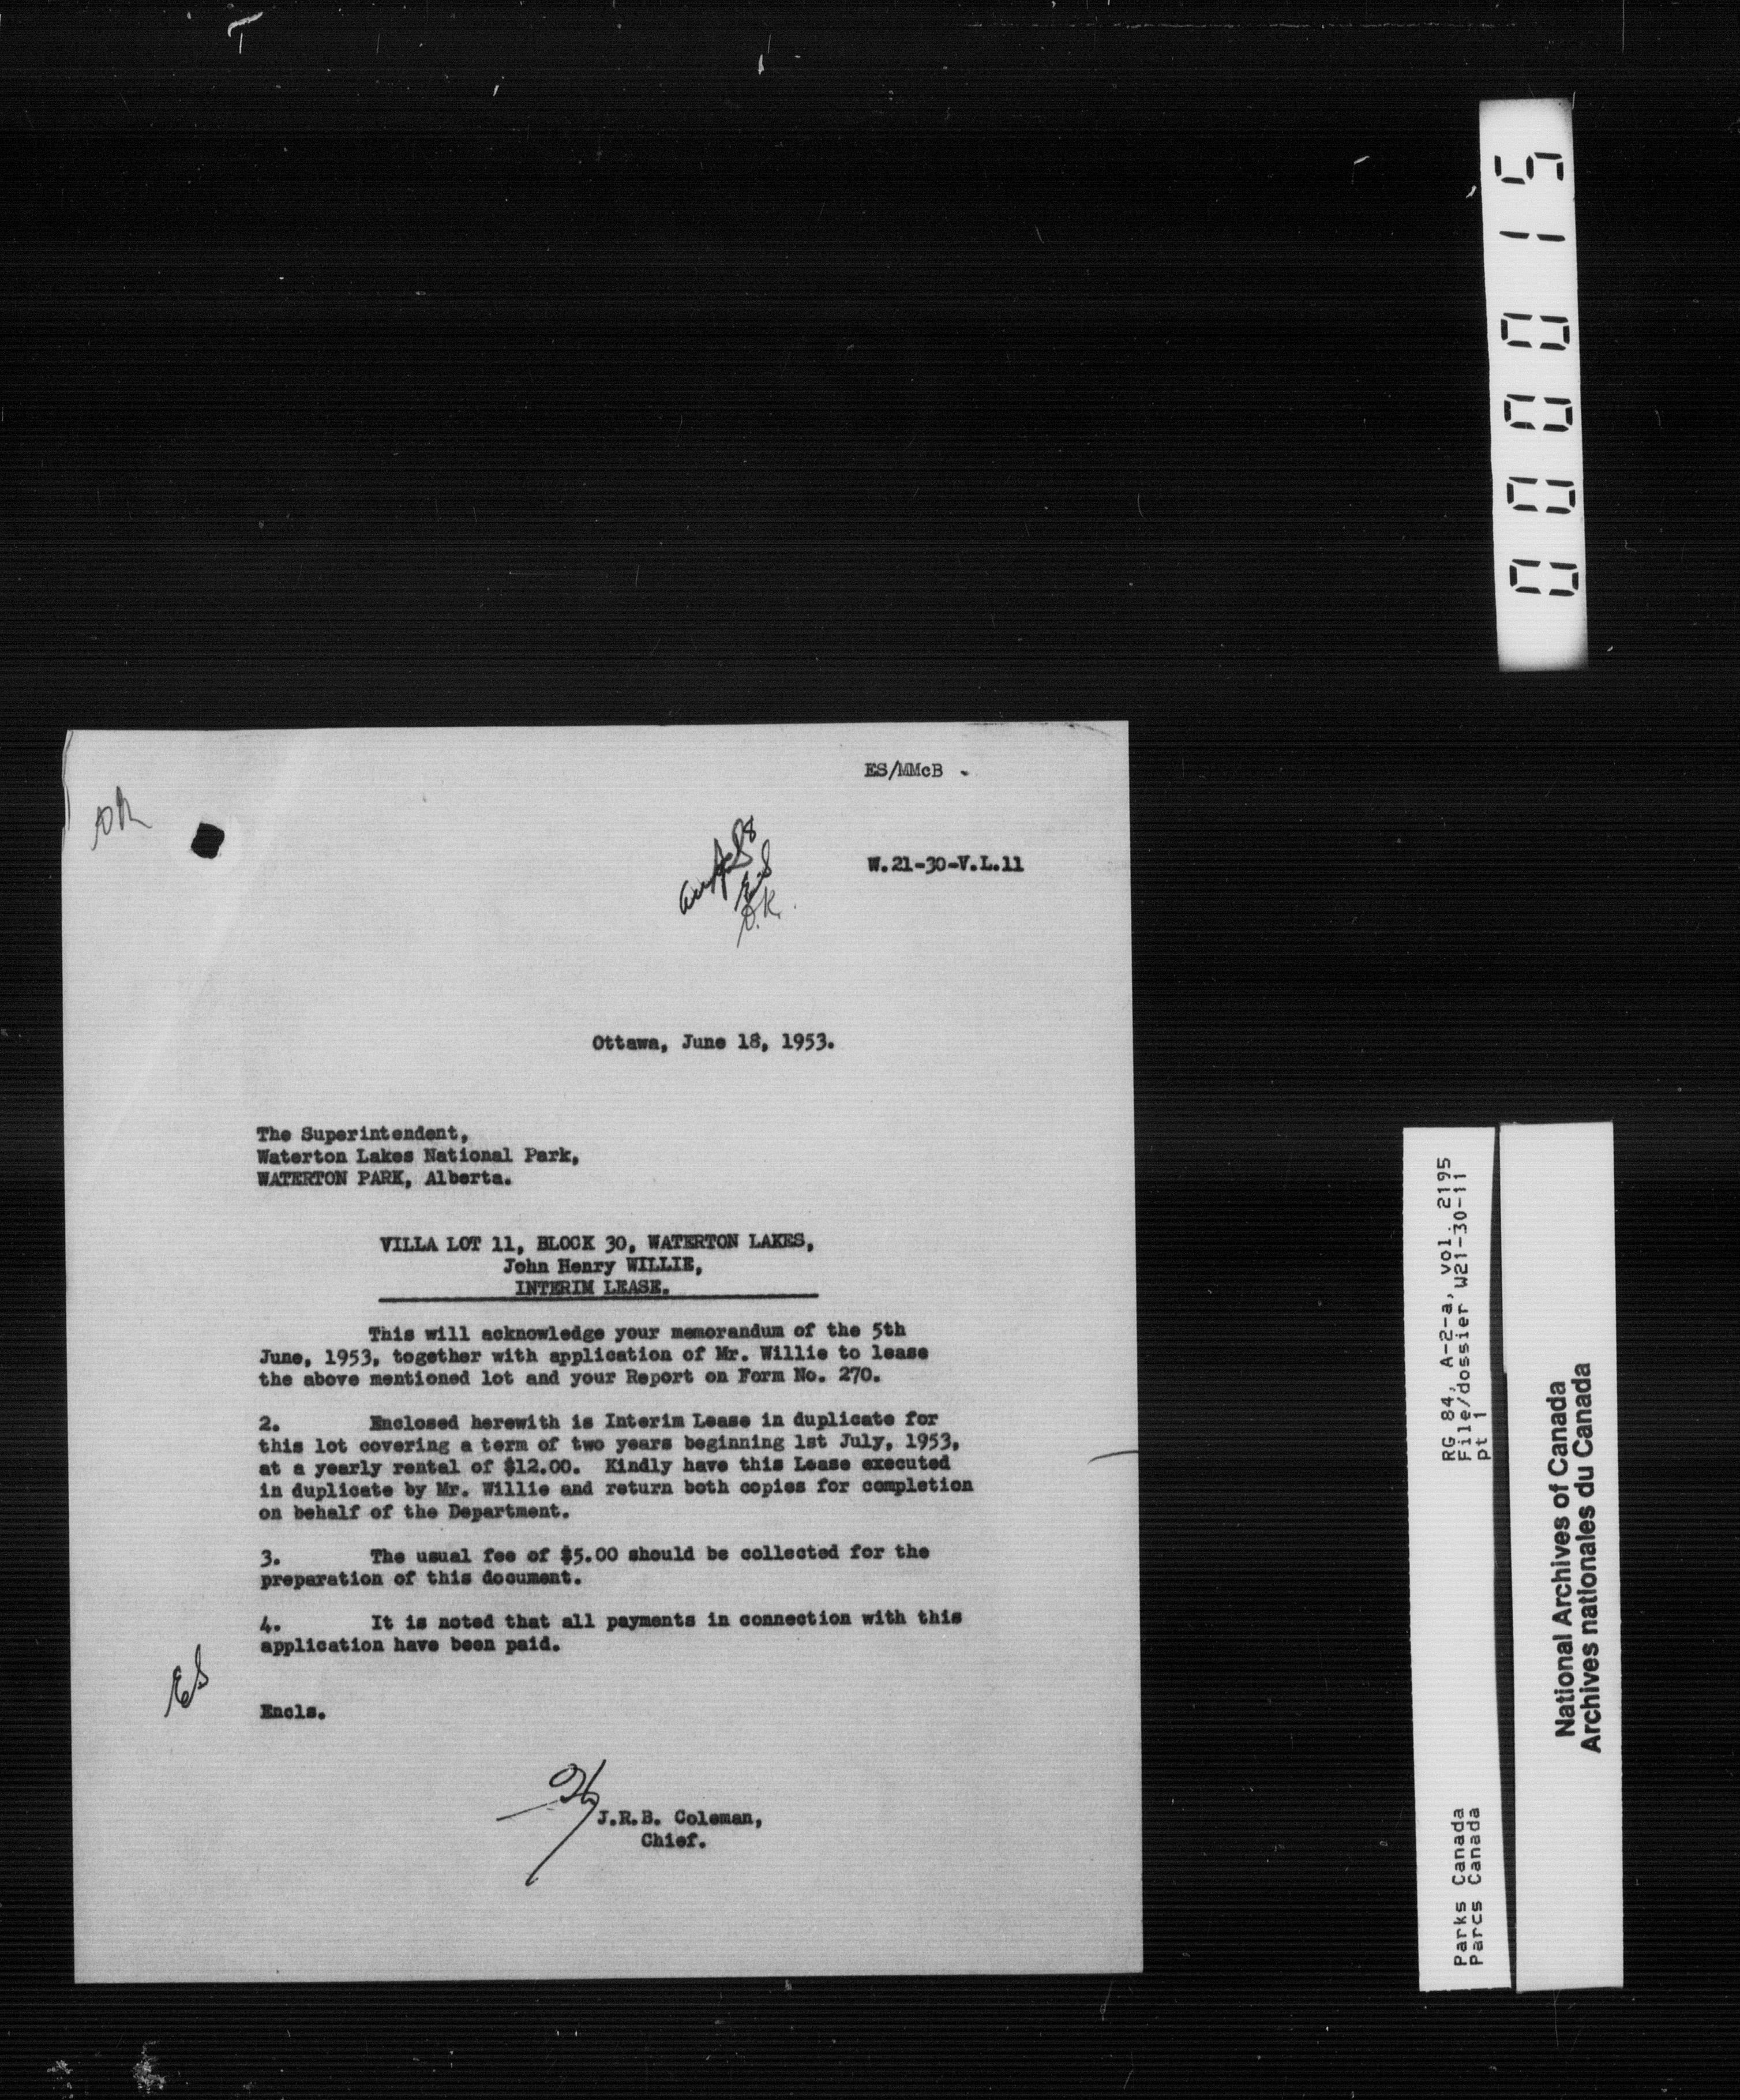 000015
ES/MMcB
W.21-30-V.L.11
ES
O.K.
Ottawa, June 18, 1953.
The Superintendent,
Waterton Lakes National Park,
WATERTON PARK, Alberta.
VILLA LOT 11, BLOCK 30, WATERTON LAKES,
John Henry WILLIE,
INTERIM LEASE.
This will acknowledge your memorandum of the 5th
June, 1953, together with application of Mr. Willie to lease
the above mentioned lot and your Report on Form No. 270.
2. Enclosed herewith is Interim Lease in duplicate for
this lot covering a term of two years beginning 1st July, 1953,
at a yearly rental of $12.00. Kindly have this Lease executed
in duplicate by Mr. Willie and return both copies for completion
on behalf of the Department.
3. The usual fee of $5.00 should be collected for the
preparation of this document.
4. It is noted that all payments in connection with this
application have been paid.
ES
Encls.
J.R.B. Coleman,
Chief.
RG 84, A-2-a, vol. 2195
File/dossier W21-30-11
pt 1
Parks Canada
Parcs Canada
National Archives of Canada
Archives nationales du Canada